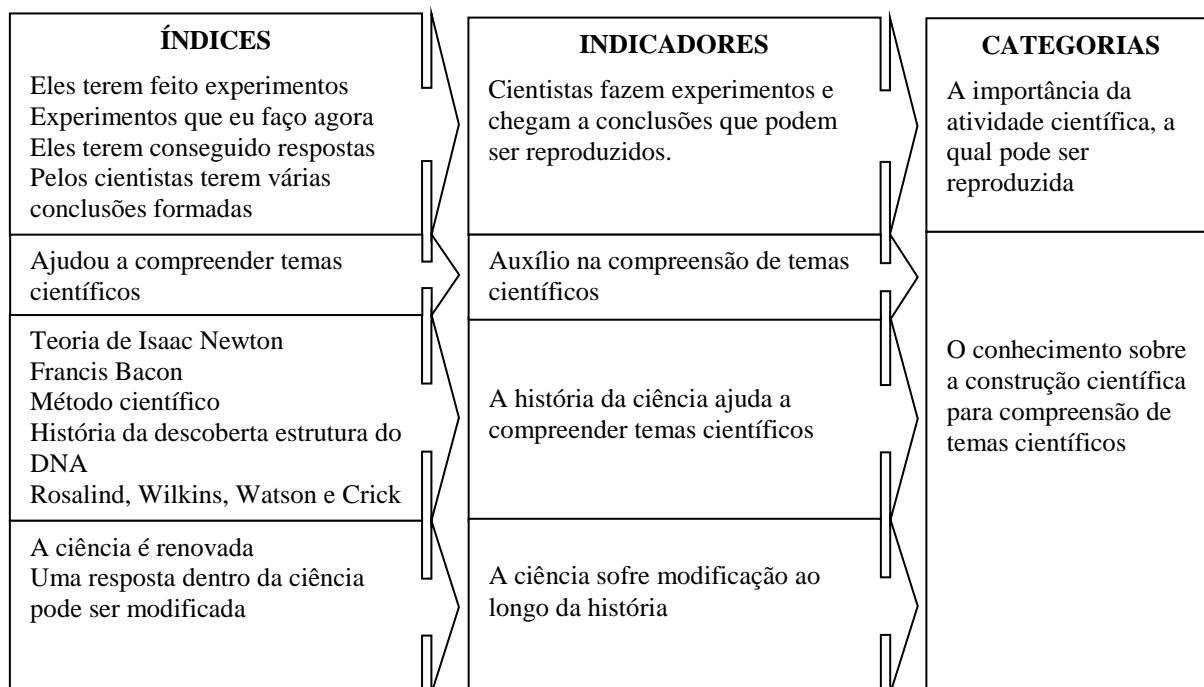 ÍNDICES
Eles terem feito experimentos
Experimentos que eu faço agora
Eles terem conseguido respostas
Pelos cientistas terem várias
conclusões formadas
Ajudou a compreender temas
científicos
Teoria de Isaac Newton
Francis Bacon
Método científico
História da descoberta estrutura do
DNA
Rosalind, Wilkins, Watson e Crick
A ciência é renovada
Uma resposta dentro da ciência
pode ser modificada
INDICADORES
Cientistas fazem experimentos e
chegam a conclusões que podem
ser reproduzidos.
Auxílio na compreensão de temas
científicos
A história da ciência ajuda a
compreender temas científicos
A ciência sofre modificação ao
longo da história
CATEGORIAS
A importância da
atividade científica, a
qual pode ser
reproduzida
O conhecimento sobre
a construção científica
para compreensão de
temas científicos